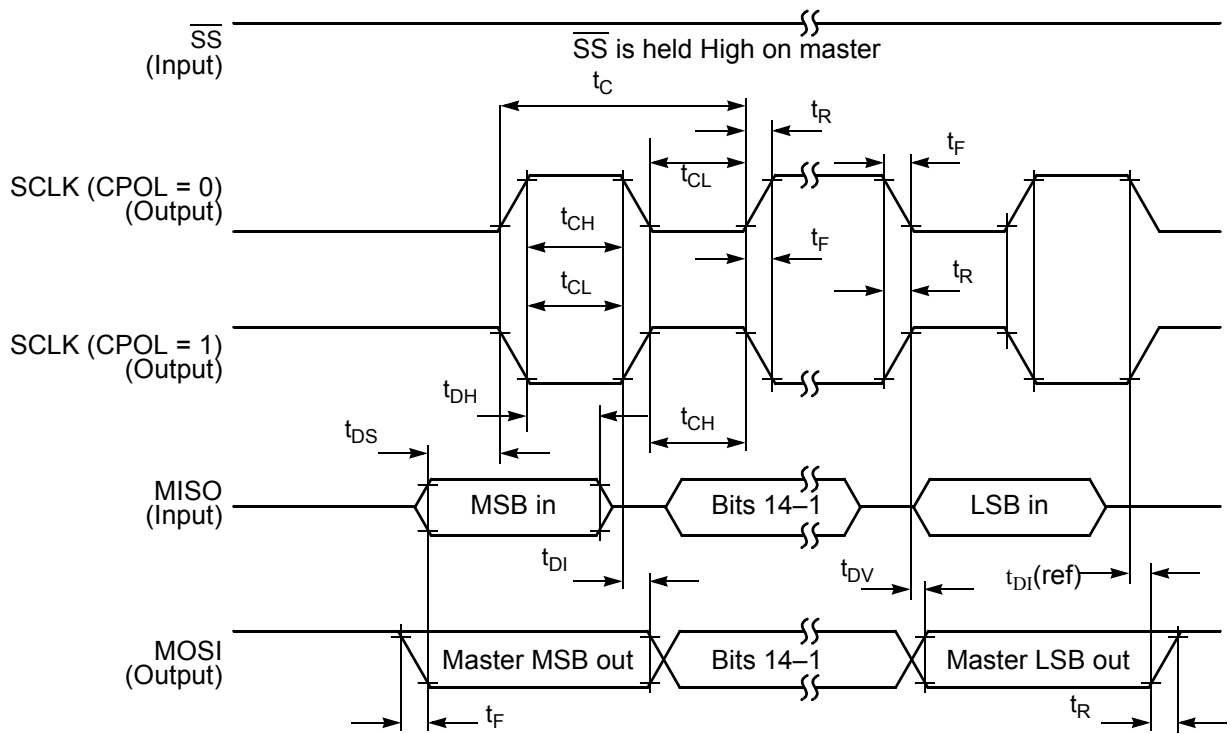 SS
(Input)
SS is held High on master
tC
tR
tF
tCL
SCLK (CPOL = 0)
(Output)
tCH
tF
tCL
tR
SCLK (CPOL = 1)
(Output)
tDH
tCH
tDS
MISO
(Input)
MSB in
Bits 14–1
LSB in
tDI
tDV
tDI(ref)
MOSI
(Output)
Master MSB out
Bits 14–1
Master LSB out
tF
tR